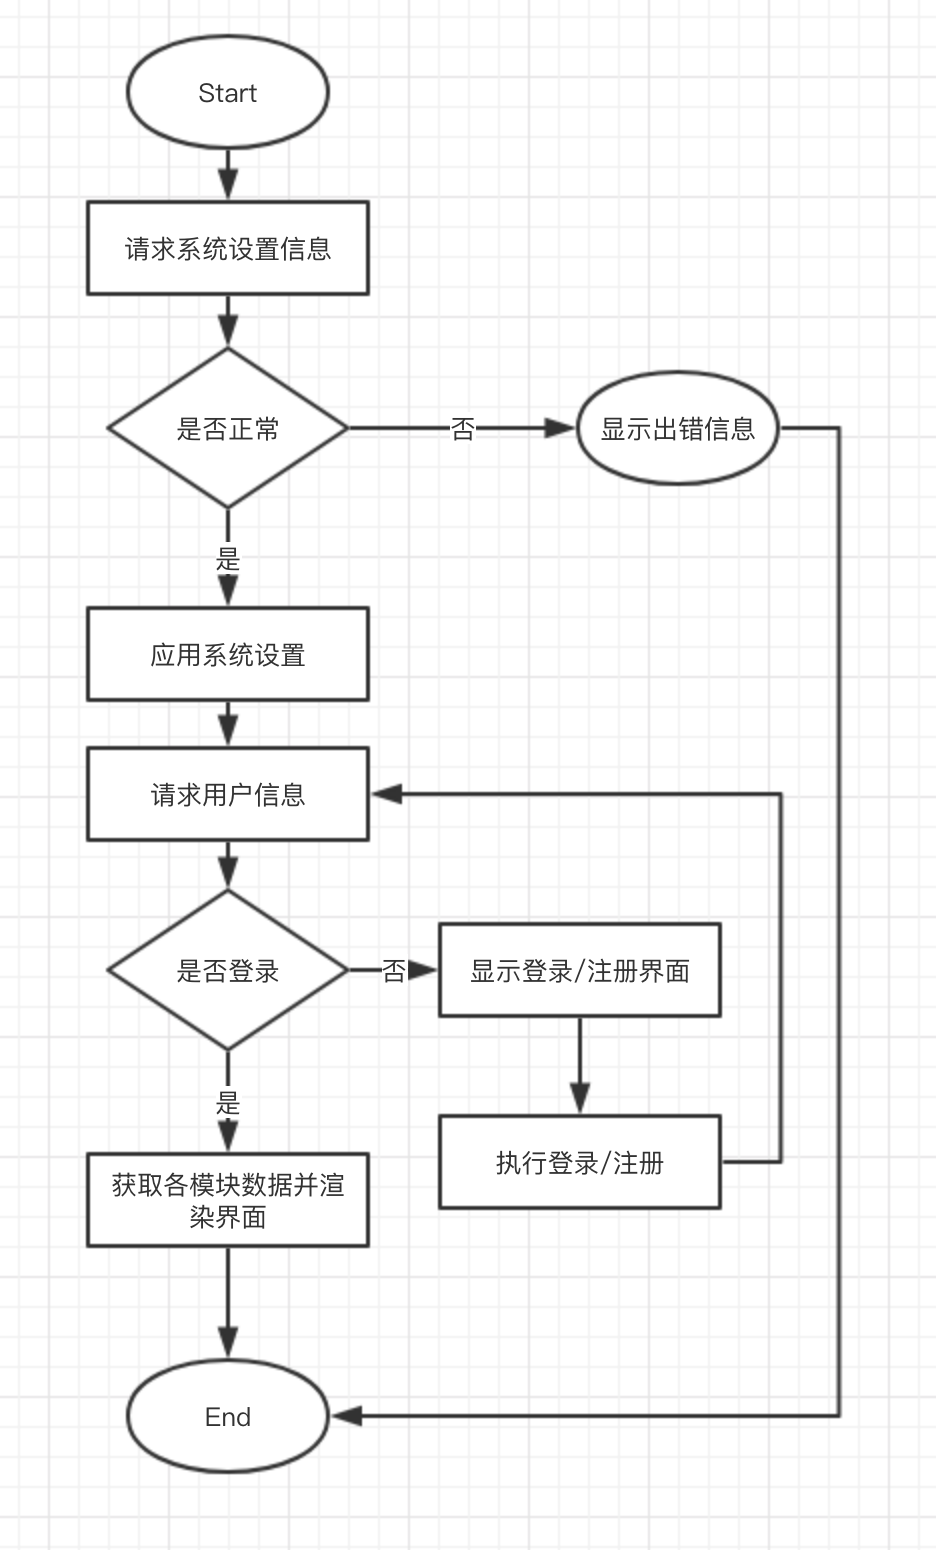 Start
请求系统设置信息
是否正常
否
显示出错信息
是
应用系统设置
请求用户信息
是否登录
否
显示登录/注册界面
是
执行登录/注册
获取各模块数据并渲
染界面
End